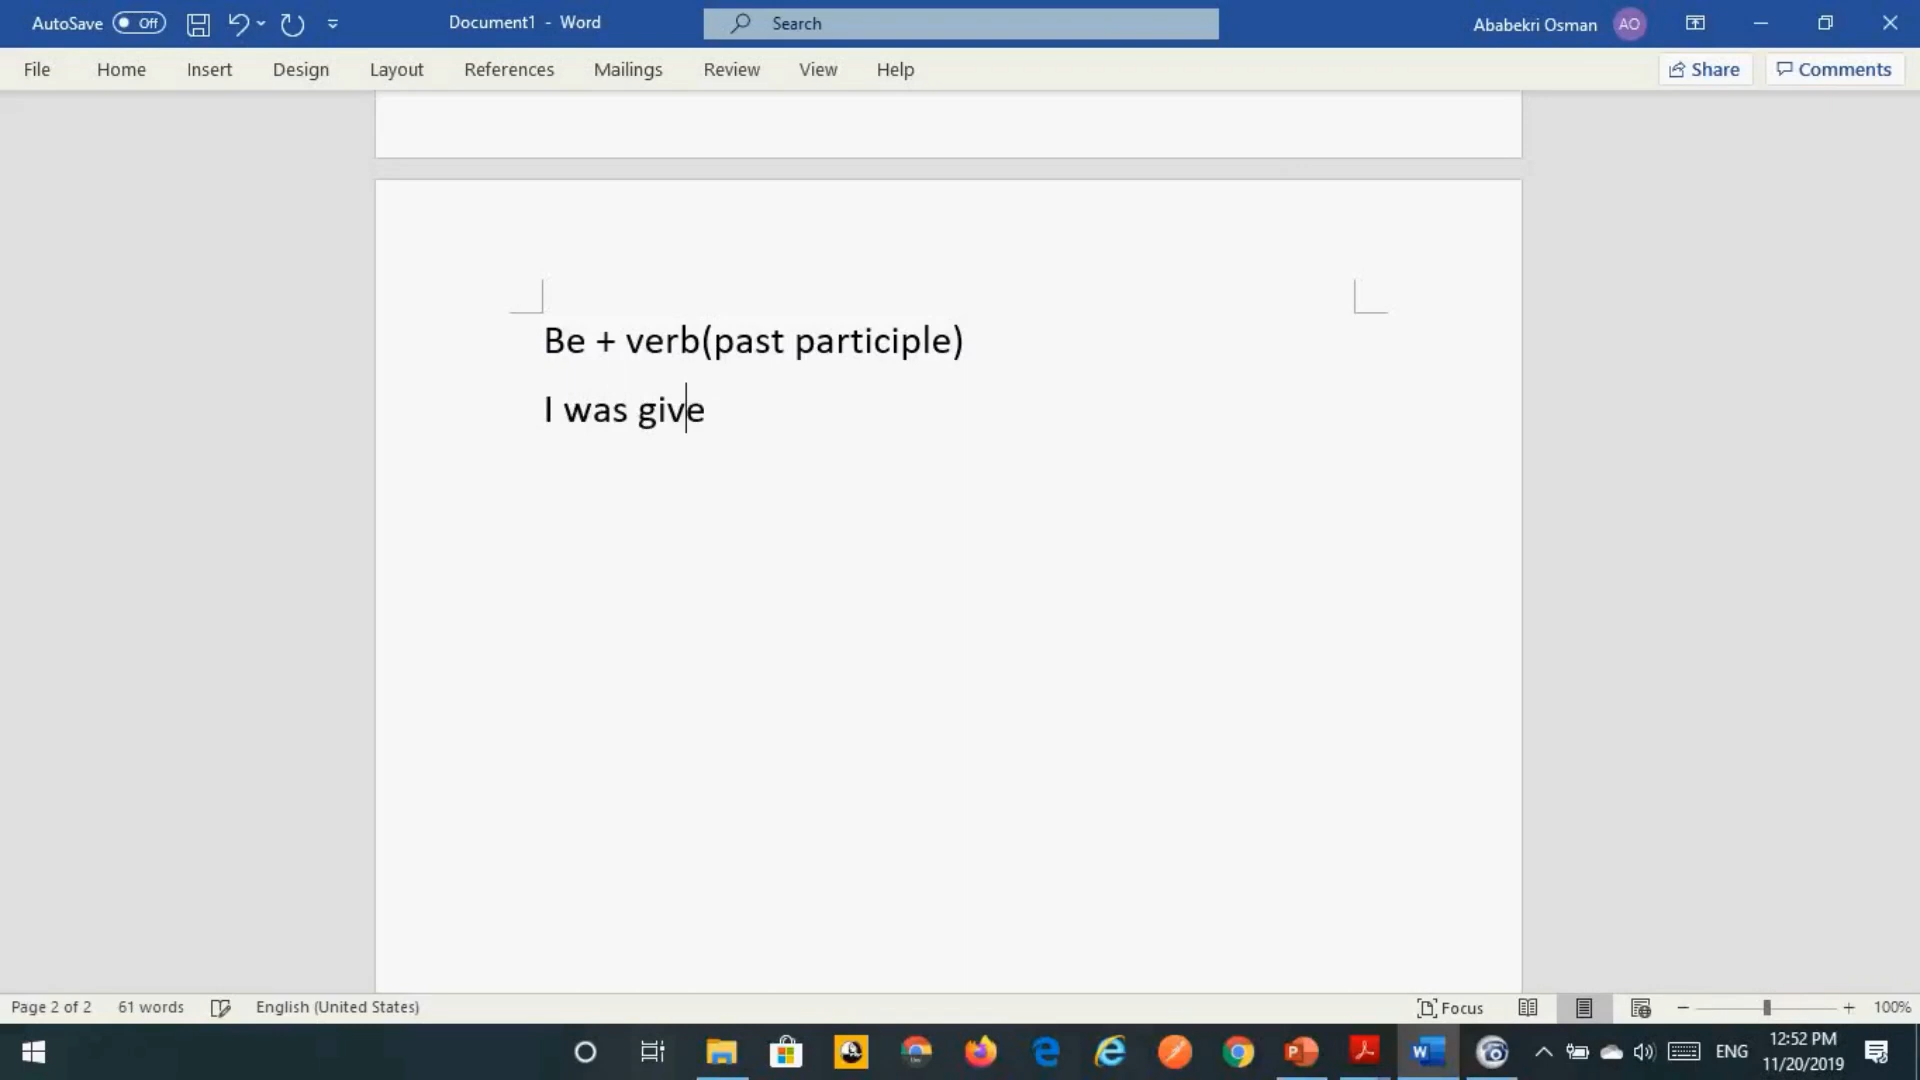 AutoSave Off Document1 - Word Search Ababekri Osman AO
File Home Insert Design Layout References Mailings Review View Help Share Comments
Be + verb(past participle)
I was give
Page 2 of 2 61 words English (United States) Focus 100%
ENG 12:52 PM
11/20/2019